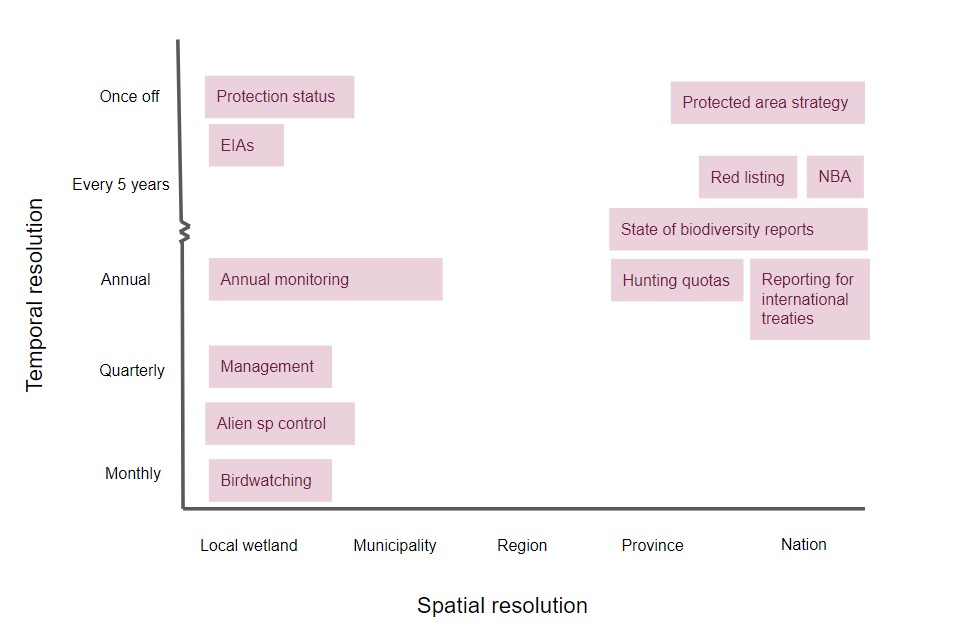 Once off
Protection status
Protected area strategy
EIAs
Every 5 years
Red listing
NBA
State of biodiversity reports
Temporal resolution
Annual
Annual monitoring
Hunting quotas
Reporting for
international
treaties
Quarterly
Management
Alien sp control
Monthly
Birdwatching
Local wetland
Municipality
Region
Province
Nation
Spatial resolution